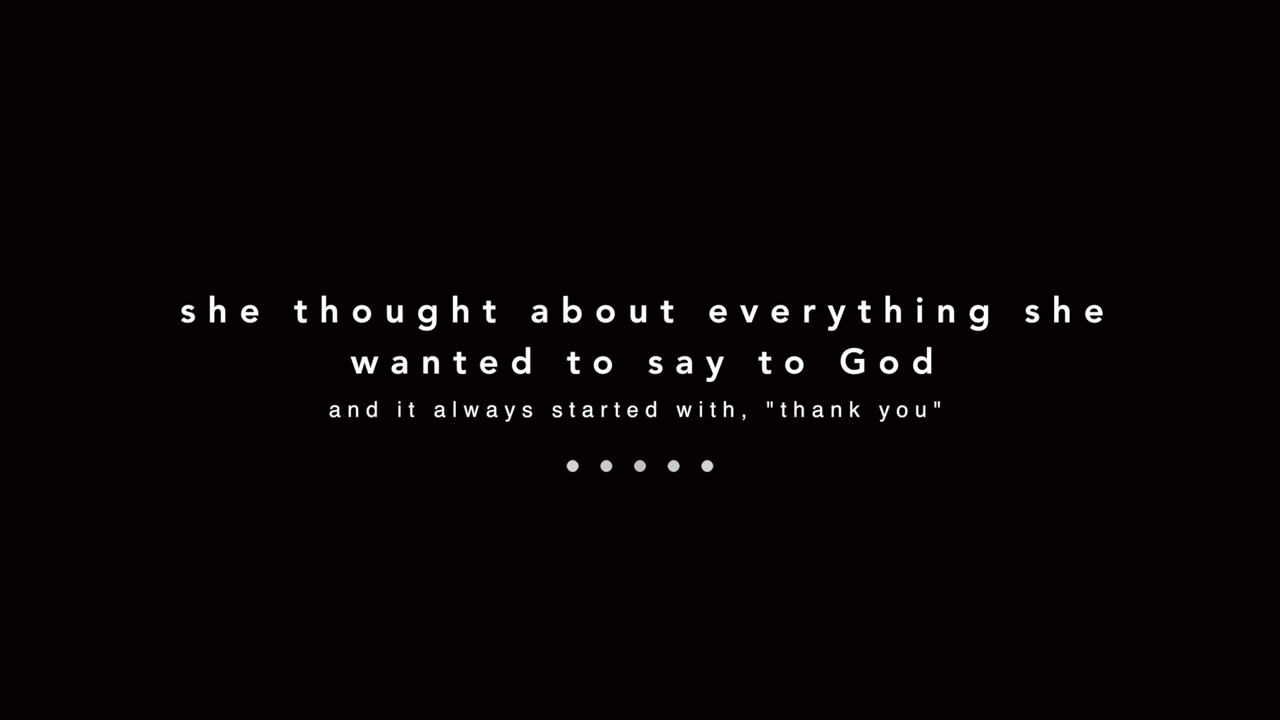 she thought about everything she
wanted to say to God
and it always started with, "thank you"